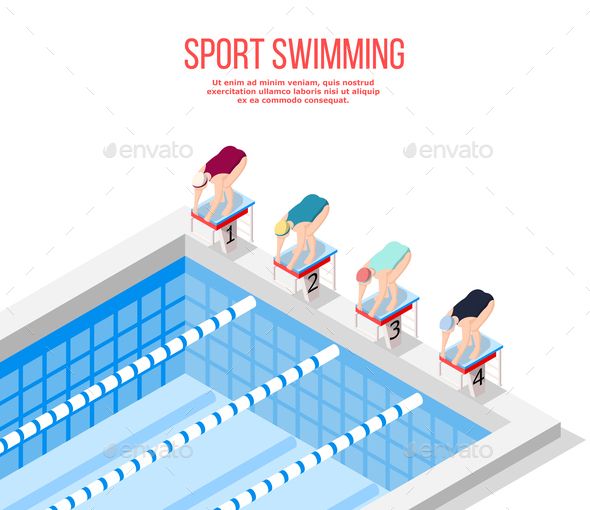 SPORT SWIMMING
Ut enim ad minim veniam, quis nostrud
exercitation ullamco laboris nisi ut aliquip
ex ea commodo consequat.
envato
envato
envato
1
2
3
4
envato
envato